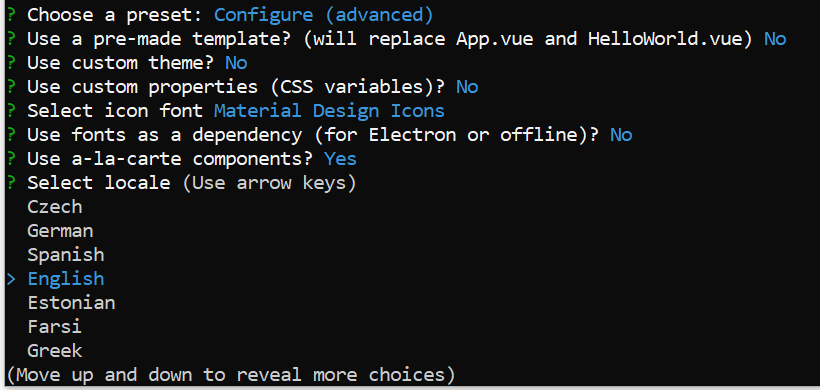 ? Choose a preset: Configure (advanced)
? Use a pre-made template? (will replace App.vue and HelloWorld.vue) No
? Use custom theme? No
? Use custom properties (CSS variables)? No
? Select icon font Material Design Icons
? Use fonts as a dependency (for Electron or offline)? No
? Use a-la-carte components? Yes
? Select locale (Use arrow keys)
Czech
German
Spanish
> English
Estonian
Farsi
Greek
(Move up and down to reveal more choices)